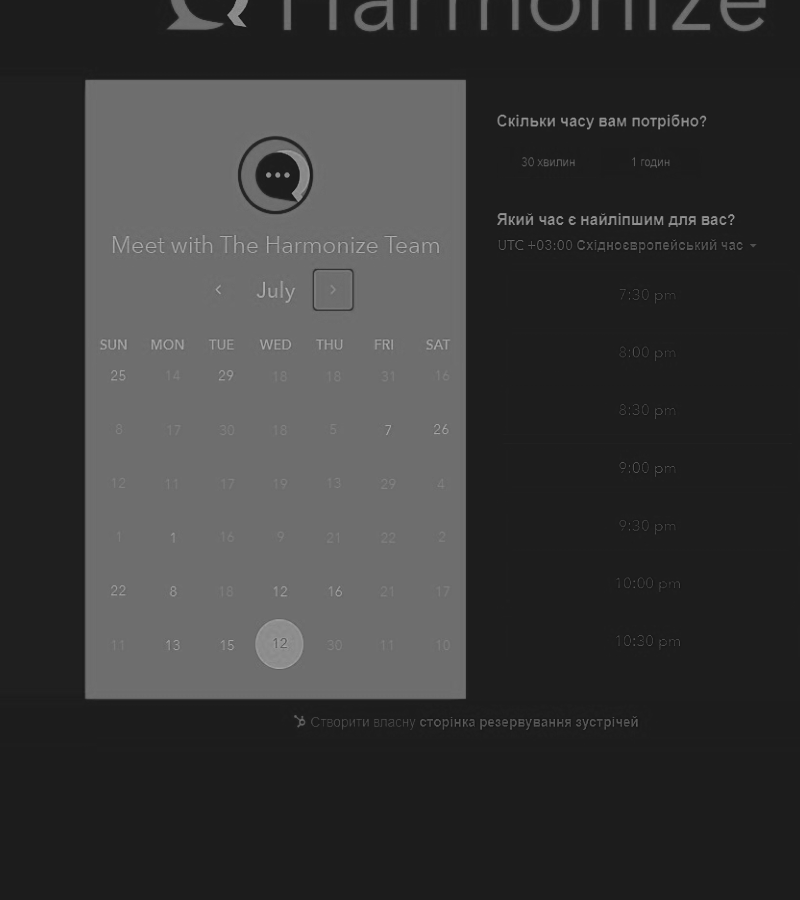 Harmonize
Meet with The Harmonize Team
July
SUN MON TUE WED THU FRI SAT
25 14 29 18 18 31 16
8 17 30 18 5 7 26
12 11 17 19 13 29 4
1 1 16 9 21 22 2
22 8 18 12 16 21 17
11 13 15 12 30 11 10
Скільки часу вам потрібно?
30 хвилин 1 годин
Який час є найліпшим для вас?
UTC +03:00 Східноєвропейський час
7:30 pm
8:00 pm
8:30 pm
9:00 pm
9:30 pm
10:00 pm
10:30 pm
Створити власну сторінка резервування зустрічей